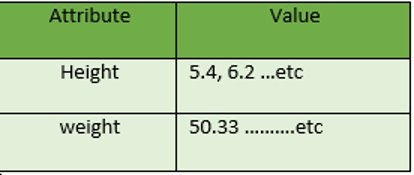 Attribute Value
Height 5.4, 6.2 ...etc
weight 50.33 ..........etc